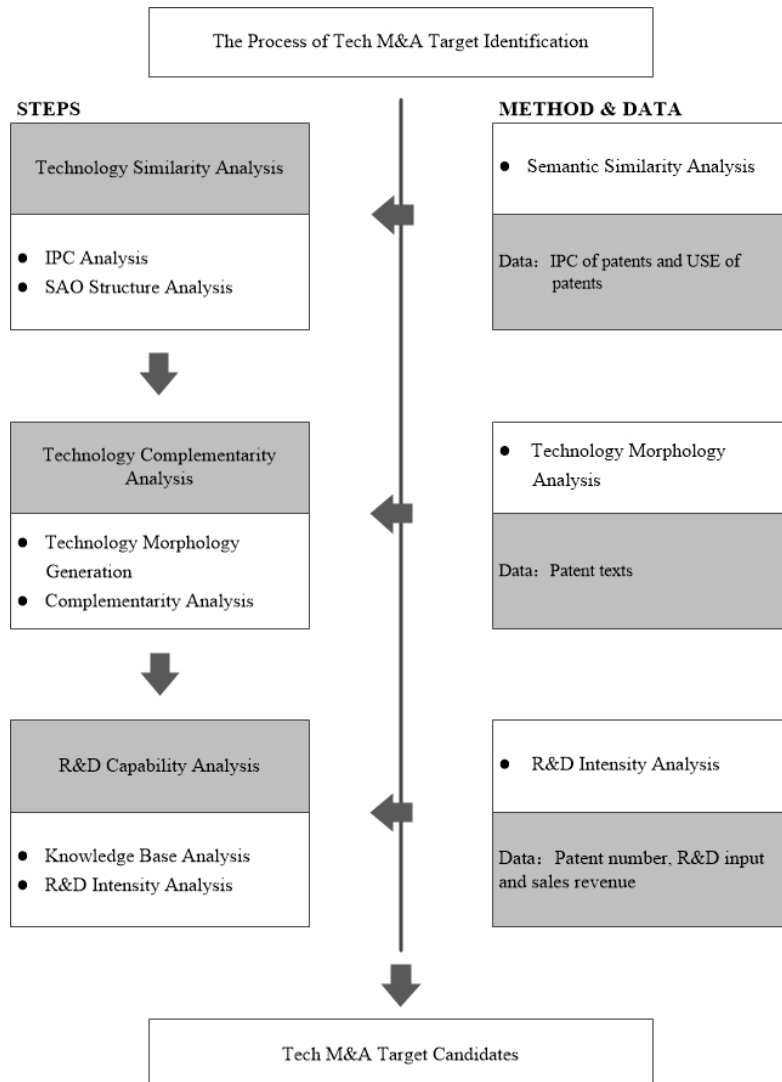 The Process of Tech M&A Target Identification
STEPS
METHOD & DATA
Technology Similarity Analysis
● IPC Analysis
● SAO Structure Analysis
● Semantic Similarity Analysis
Data：IPC of patents and USE of
patents
Technology Complementarity
Analysis
● Technology Morphology
Generation
● Complementarity Analysis
● Technology Morphology
Analysis
Data：Patent texts
R&D Capability Analysis
● Knowledge Base Analysis
● R&D Intensity Analysis
● R&D Intensity Analysis
Data：Patent number, R&D input
and sales revenue
Tech M&A Target Candidates